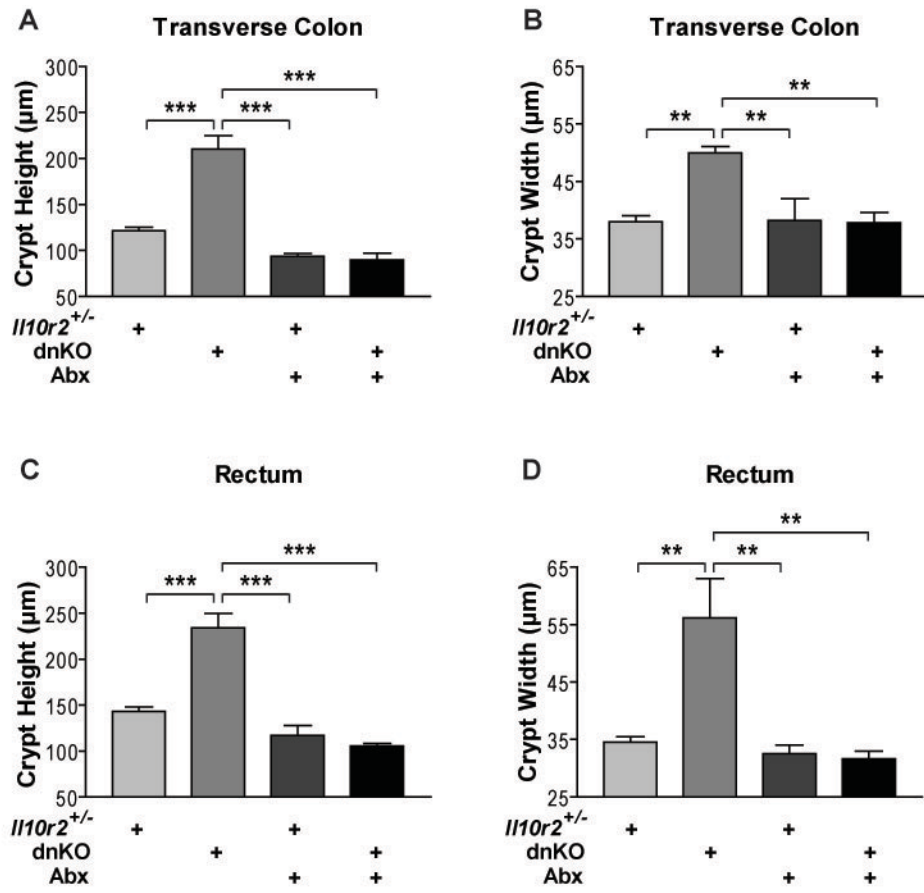 A
Transverse Colon
Crypt Height (µm)
300
250
200
150
100
50
***
***
***
Il10r2+/-
+
+
dnKO
+
+
Abx
+
+
B
Transverse Colon
Crypt Width (µm)
65
55
45
35
25
**
**
**
Il10r2+/-
+
+
dnKO
+
+
Abx
+
+
C
Rectum
Crypt Height (µm)
300
250
200
150
100
50
***
***
***
Il10r2+/-
+
+
dnKO
+
+
Abx
+
+
D
Rectum
Crypt Width (µm)
65
55
45
35
25
**
**
**
Il10r2+/-
+
+
dnKO
+
+
Abx
+
+